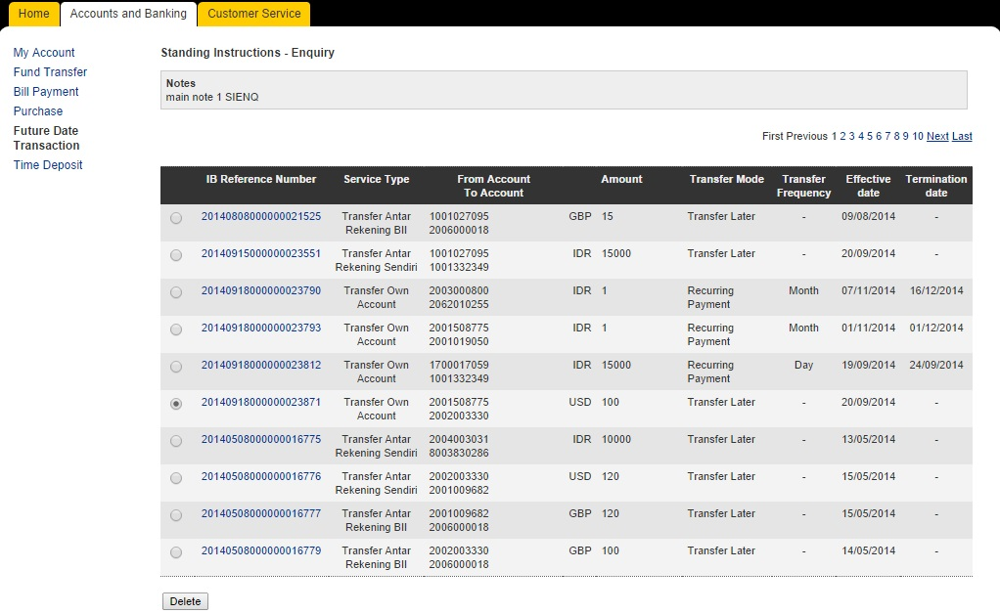 Home Accounts and Banking Customer Service
My Account
Fund Transfer
Bill Payment
Purchase
Future Date
Transaction
Time Deposit
Standing Instructions - Enquiry
Notes
main note 1 SIENQ
First Previous 1 2 3 4 5 6 7 8 9 10 Next Last
IB Reference Number Service Type From Account Amount Transfer Mode Transfer Effective Termination
To Account Frequency date date
20140808000000021525 Transfer Antar 1001027095 GBP 15 Transfer Later - 09/08/2014 -
Rekening BII 2006000018
20140915000000023551 Transfer Antar 1001027095 IDR 15000 Transfer Later - 20/09/2014 -
Rekening Sendiri 1001332349
20140918000000023790 Transfer Own 2003000800 IDR 1 Recurring Month 07/11/2014 16/12/2014
Account 2062010255 Payment
20140918000000023793 Transfer Own 2001508775 IDR 1 Recurring Month 01/11/2014 01/12/2014
Account 2001019050 Payment
20140918000000023812 Transfer Own 1700017059 IDR 15000 Recurring Day 19/09/2014 24/09/2014
Account 1001332349 Payment
20140918000000023871 Transfer Own 2001508775 USD 100 Transfer Later - 20/09/2014 -
Account 2002003330
20140508000000016775 Transfer Antar 2004003031 IDR 10000 Transfer Later - 13/05/2014 -
Rekening Sendiri 8003830286
20140508000000016776 Transfer Antar 2002003330 USD 120 Transfer Later - 15/05/2014 -
Rekening Sendiri 2001009682
20140508000000016777 Transfer Antar 2001009682 GBP 120 Transfer Later - 15/05/2014 -
Rekening BII 2006000018
20140508000000016779 Transfer Antar 2002003330 GBP 100 Transfer Later - 14/05/2014 -
Rekening BII 2006000018
Delete